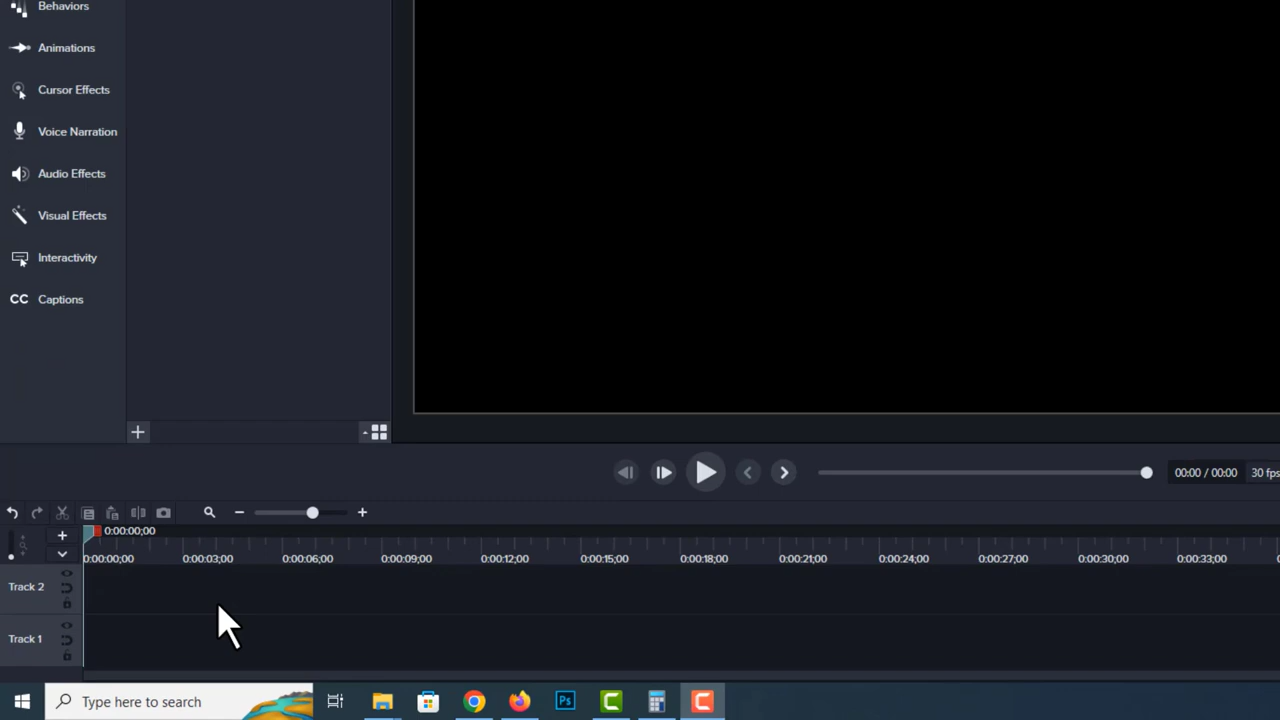 Behaviors
Animations
Cursor Effects
Voice Narration
Audio Effects
Visual Effects
Interactivity
CC Captions
00:00 / 00:00 30 fps
0:00:00;00
0:00:00;00 0:00:03;00 0:00:06;00 0:00:09;00 0:00:12;00 0:00:15;00 0:00:18;00 0:00:21;00 0:00:24;00 0:00:27;00 0:00:30;00 0:00:33;00
Track 2
Track 1
Type here to search
Ps